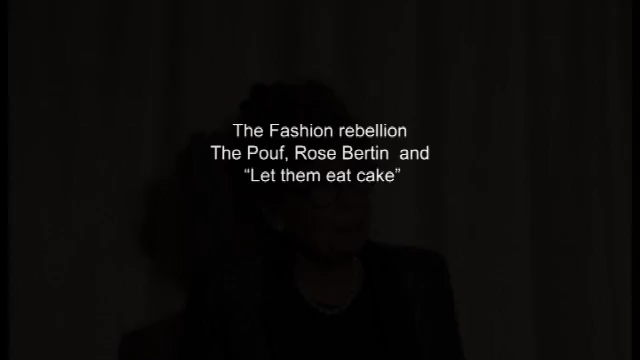 The Fashion rebellion
The Pouf, Rose Bertin  and
“Let them eat cake”